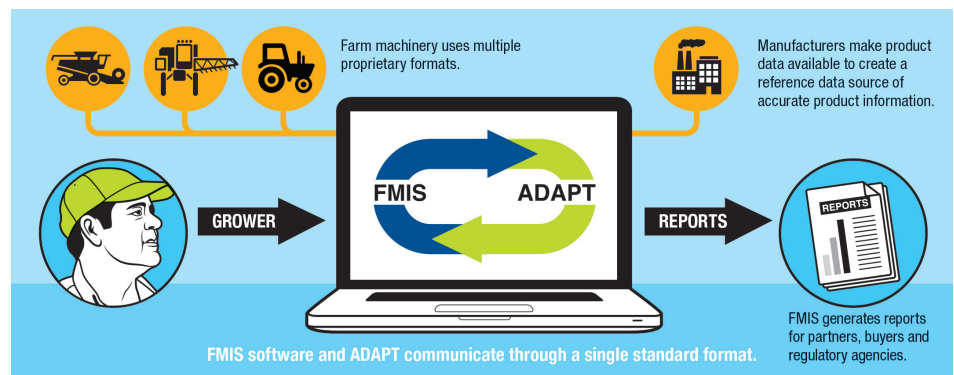 Farm machinery uses multiple
proprietary formats.
Manufacturers make product
data available to create a
reference data source of
accurate product information.
GROWER
FMIS
ADAPT
REPORTS
REPORTS
FMIS generates reports
for partners, buyers and
regulatory agencies.
FMIS software and ADAPT communicate through a single standard format.